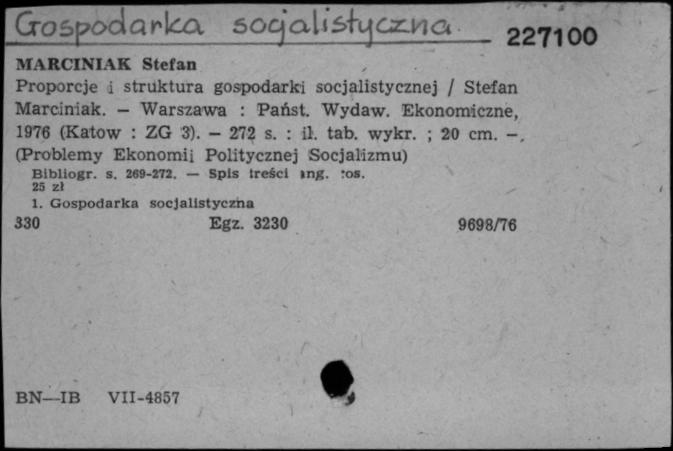 Gospodarka socjalistyczna
227100
MARCINIAK Stefan
Proporcje i struktura gospodarki socjalistycznej / Stefan
Marciniak. — Warszawa : Państ. Wydaw. Ekonomiczne,
1976 (Katow : ZG 3). — 272 s. : il. tab. wykr. ; 20 cm. —
(Problemy Ekonomii Politycznej Socjalizmu)
Bibliogr. s. 269-272. — Spis treści ang. ros.
25 zł
1. Gospodarka socjalistyczna
330 Egz. 3230 9698/76
BN—IB VII-4857